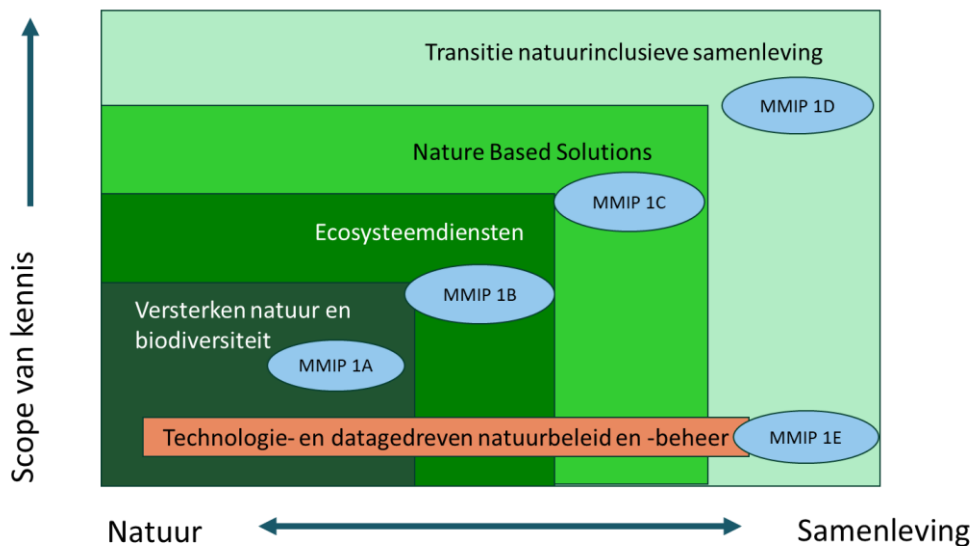 Transitie natuurinclusieve samenleving
MMIP 1D
Nature Based Solutions
MMIP 1C
Ecosysteemdiensten
MMIP 1B
Versterken natuur en
biodiversiteit
MMIP 1A
Technologie- en datagedreven natuurbeleid en -beheer
MMIP 1E
Scope van kennis
Natuur
Samenleving